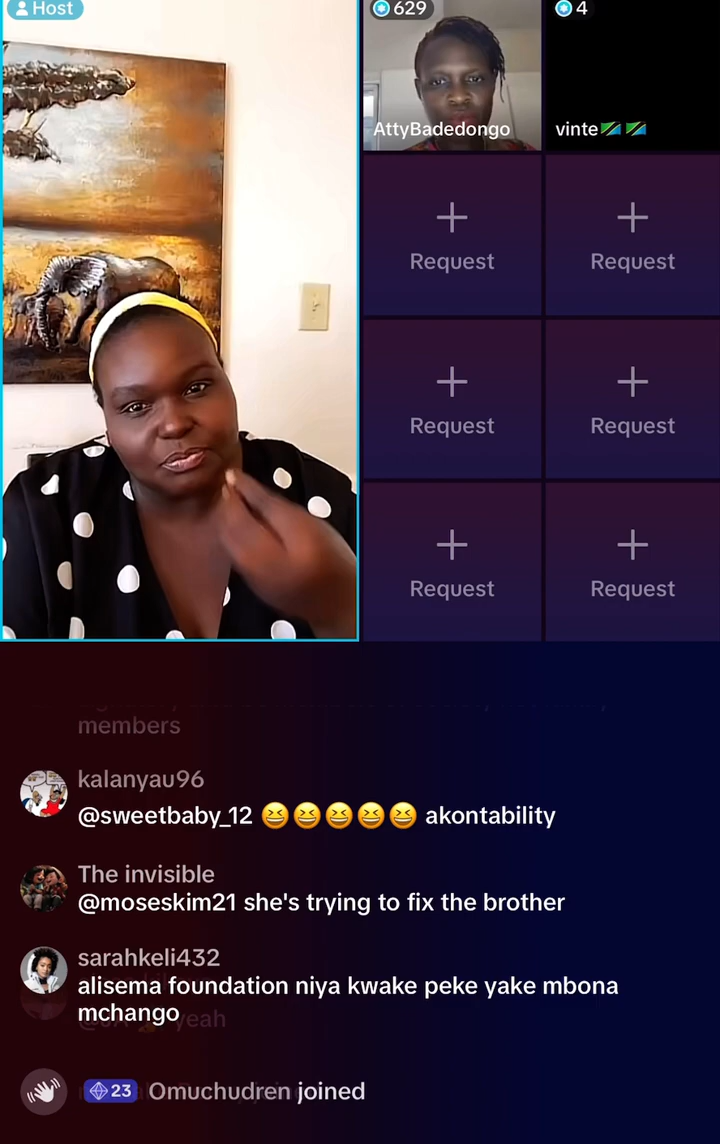 Host
629
4
AttyBadedongo
vinte🇹🇿 🇹🇿
Request
Request
Request
Request
Request
Request
members
kalanyau96
@sweetbaby_12 😆😆😆😆😆 akontability
The invisible
@moseskim21 she's trying to fix the brother
sarahkeli432
alisema foundation niya kwake peke yake mbona
mchango
yeah
23 Omuchudren joined